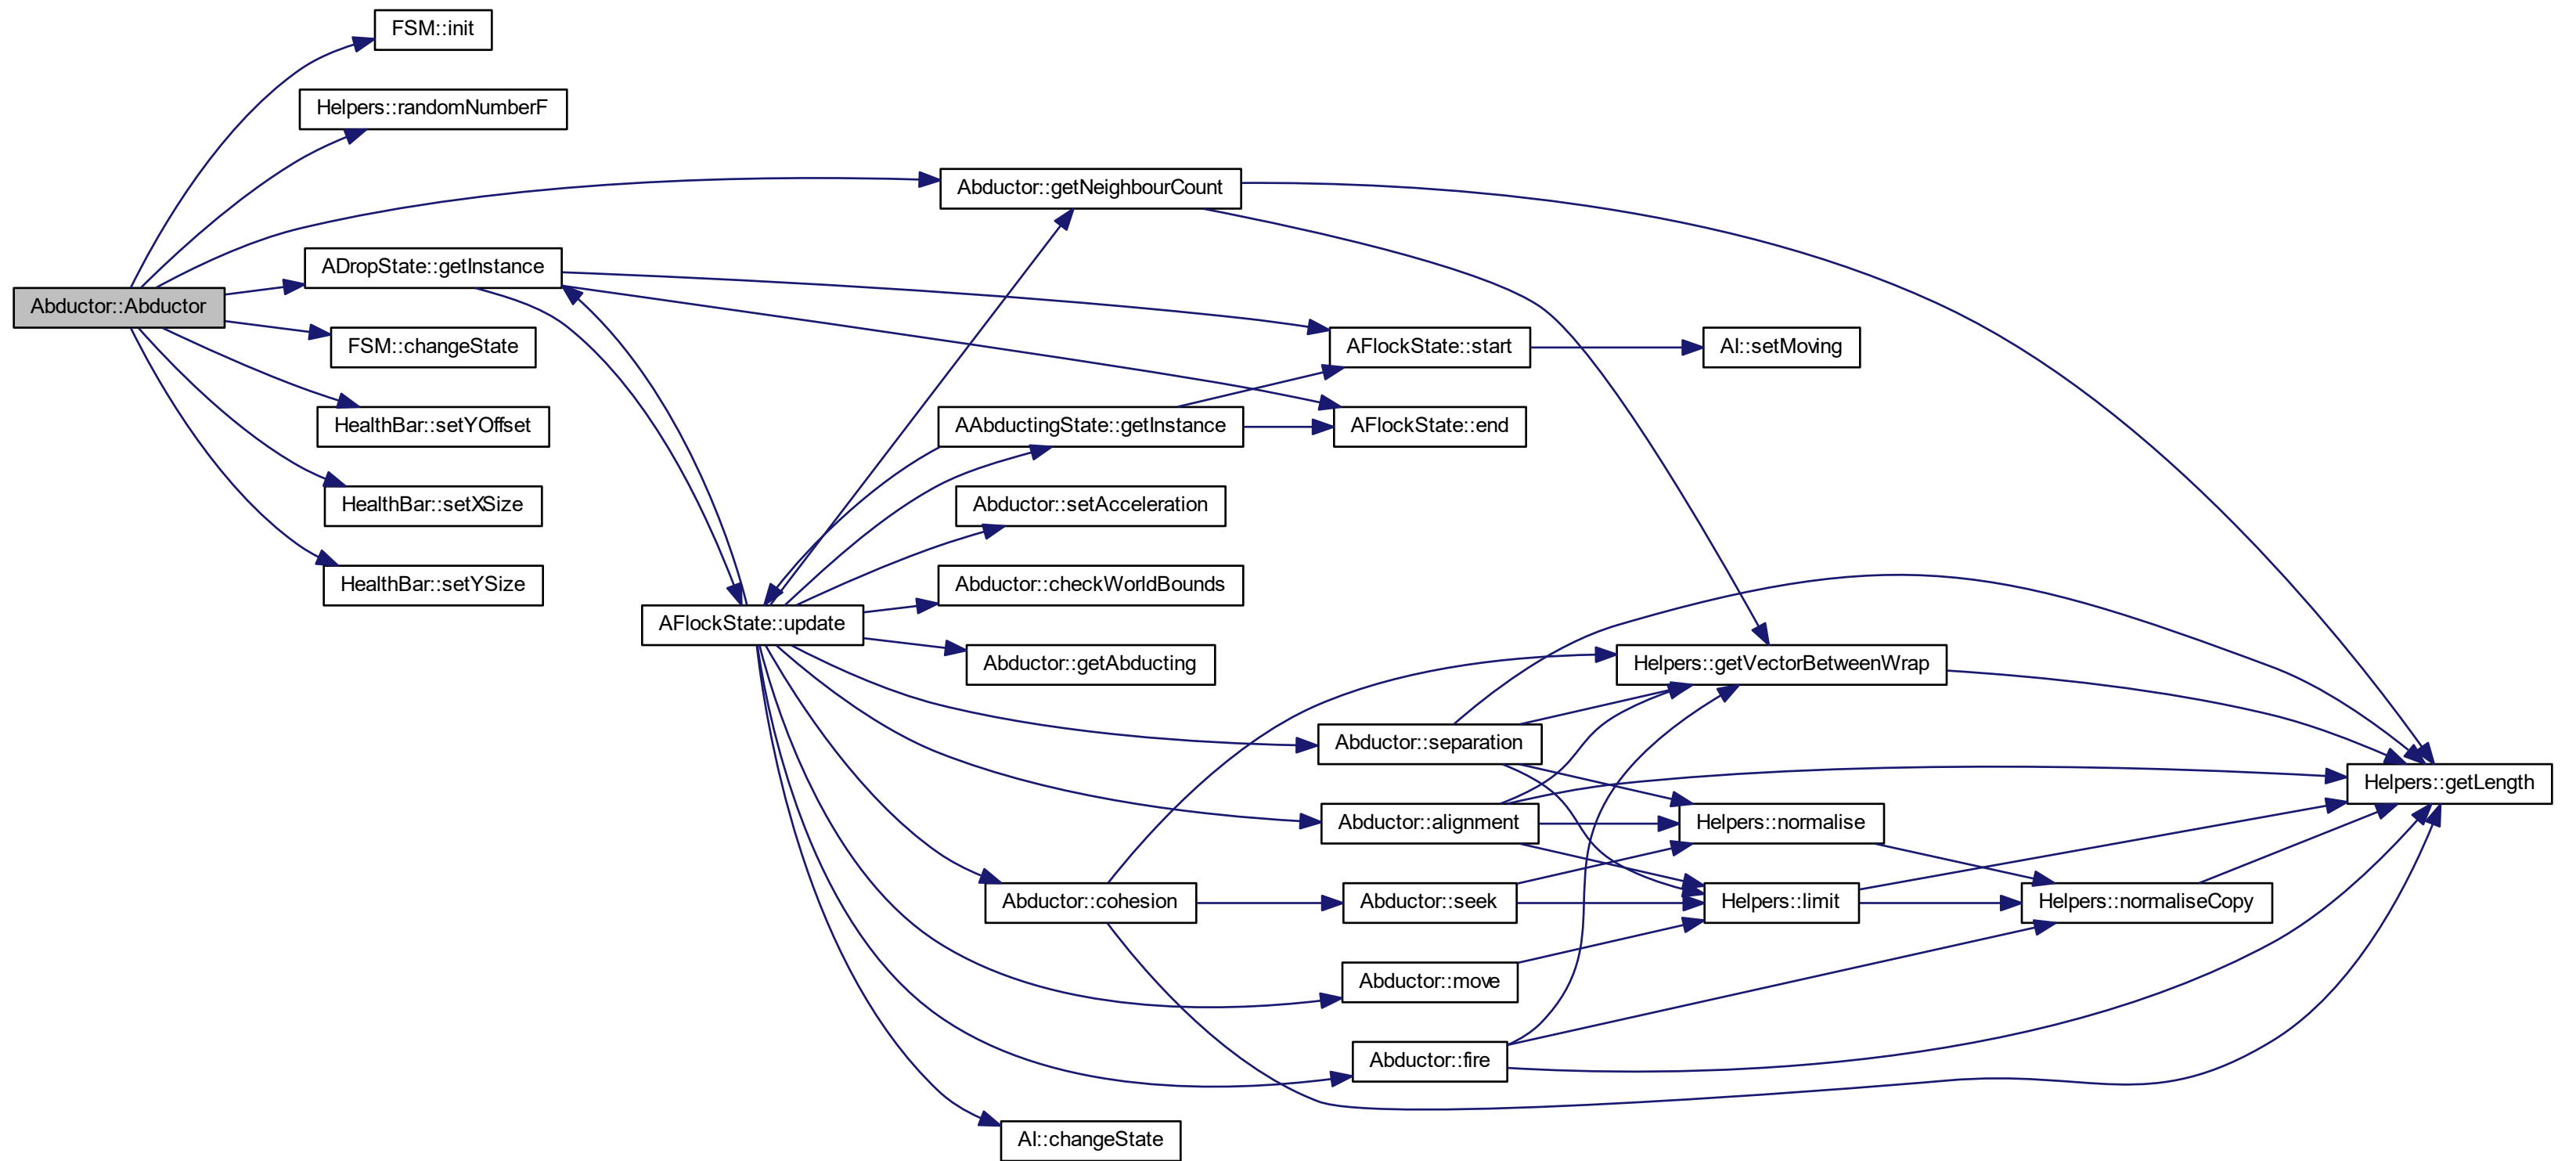 FSM::init
Helpers::randomNumberF
Abductor::getNeighbourCount
ADropState::getInstance
Abductor::Abductor
FSM::changeState
AFlockState::start
AI::setMoving
HealthBar::setYOffset
AAbductingState::getInstance
AFlockState::end
HealthBar::setXSize
Abductor::setAcceleration
HealthBar::setYSize
Abductor::checkWorldBounds
AFlockState::update
Abductor::getAbducting
Helpers::getVectorBetweenWrap
Abductor::separation
Helpers::getLength
Abductor::alignment
Helpers::normalise
Abductor::cohesion
Abductor::seek
Helpers::limit
Helpers::normaliseCopy
Abductor::move
Abductor::fire
AI::changeState